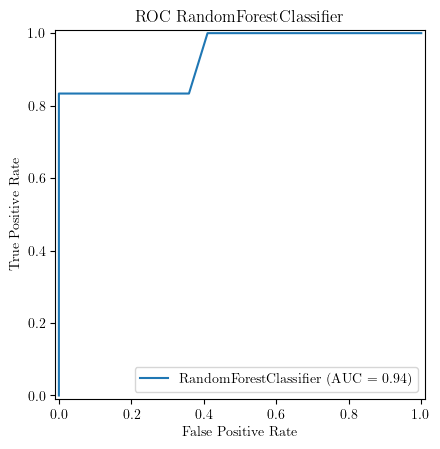 ROC RandomForestClassifier
1.0
0.8
0.6
0.4
0.2
0.0
True Positive Rate
RandomForestClassifier (AUC = 0.94)
0.0 0.2 0.4 0.6 0.8 1.0
False Positive Rate